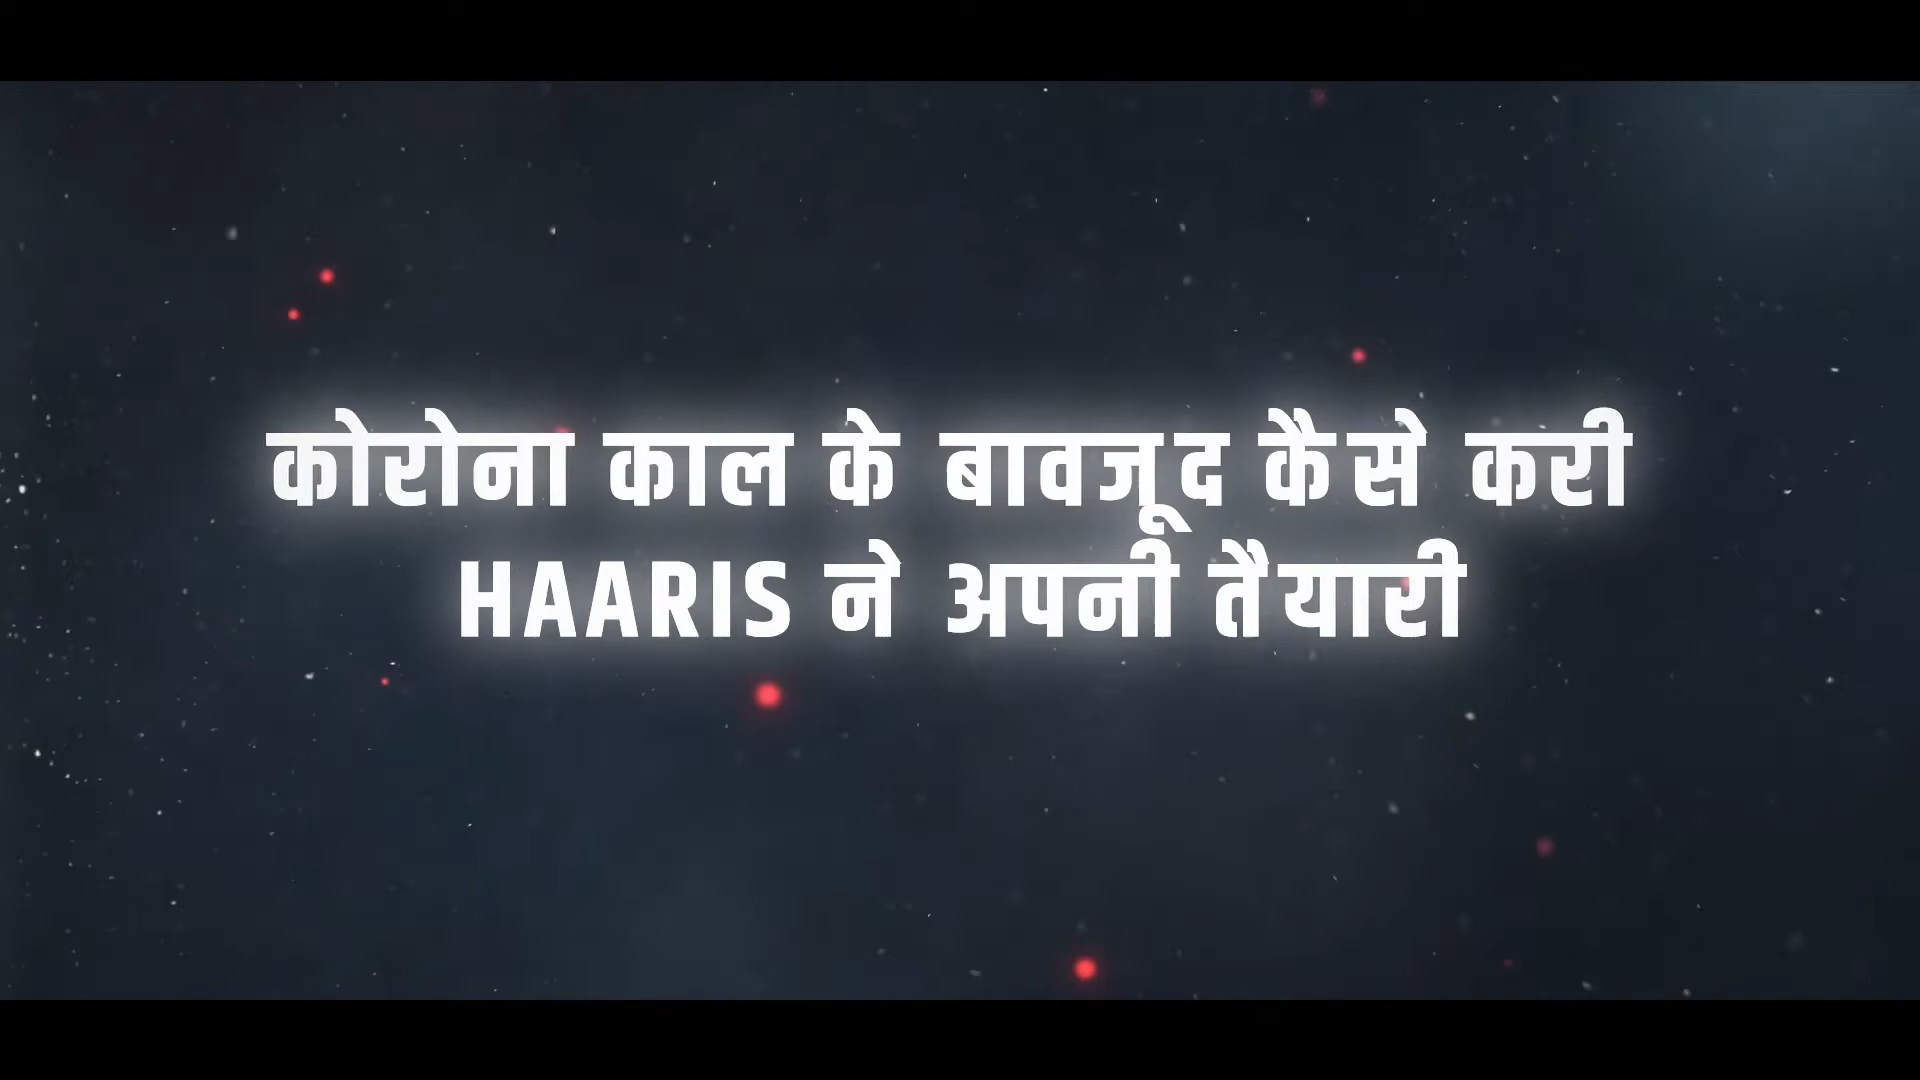 कोरोना काल के बावजूद कैसे करी
HAARIS ने अपनी तैयारी